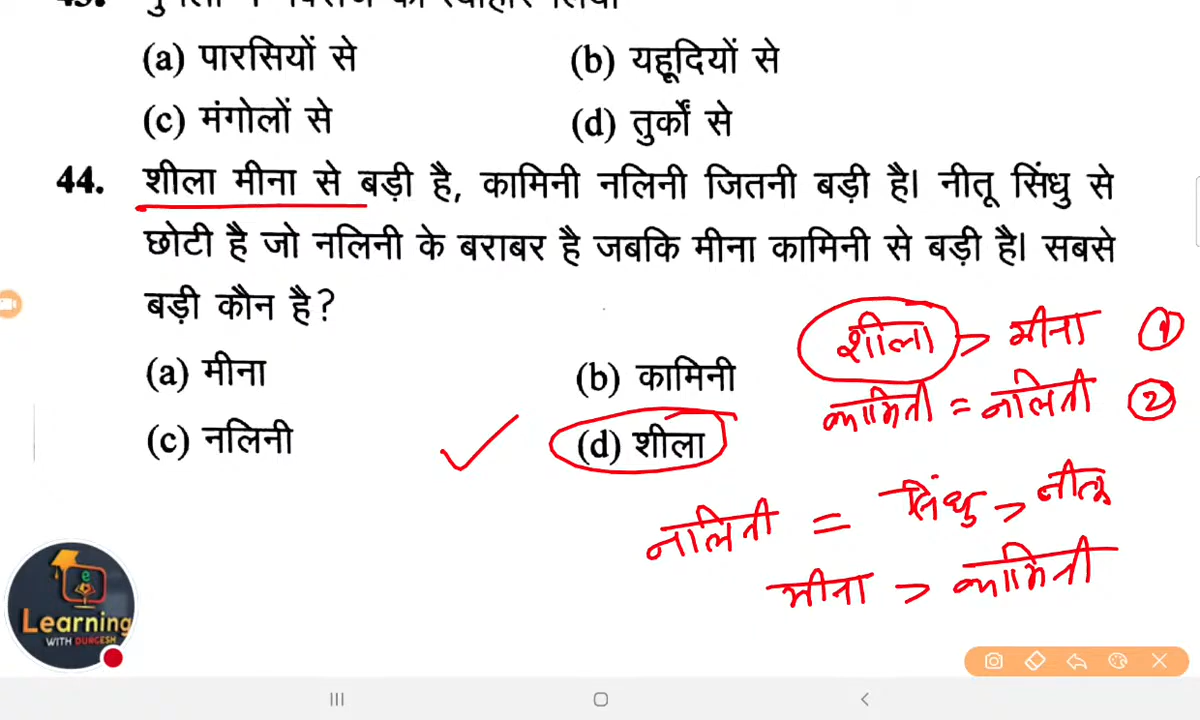 (a) पारसियों से (b) यहूदियों से
(c) मंगोलों से (d) तुर्कों से
44. शीला मीना से बड़ी है, कामिनी नलिनी जितनी बड़ी है। नीतू सिंधु से
छोटी है जो नलिनी के बराबर है जबकि मीना कामिनी से बड़ी है। सबसे
बड़ी कौन है?
(a) मीना (b) कामिनी
(c) नलिनी (d) शीला
शीला > मीना 1
कामिनी = नलिनी 2
नलिनी = सिंधु > नीतू
मीना > कामिनी
e
Learning
WITH DURGESH